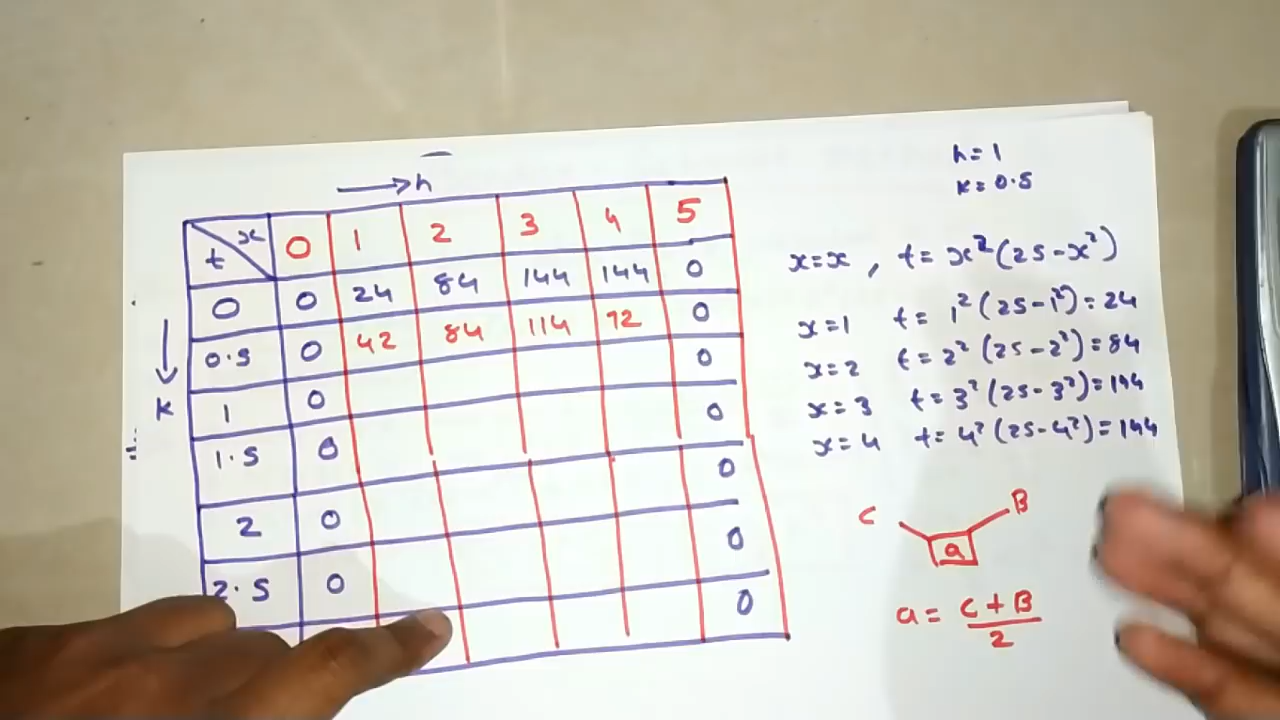 → h
h = 1
k = 0.5
x 0 1 2 3 4 5
t
0 0 24 84 144 144 0
0.5 0 42 84 114 72 0
1 0 0
1.5 0 0
2 0 0
2.5 0 0
0
k
x=x , t= x²(25-x²)
x=1 t= 1²(25-1²)=24
x=2 t=2²(25-2²)=84
x=3 t=3²(25-3²)=144
x=4 t=4²(25-4²)=144
C B
a
a = C+B
2